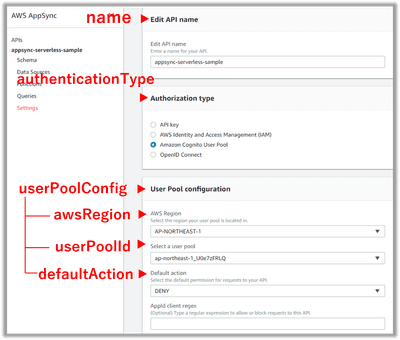 AWS AppSync
name
Edit API name
APIs
appsync-serverless-sample
Schema
Data Sources
Functions
Queries
Settings
Edit API name
Enter a name for your API.
appsync-serverless-sample
authenticationType
Authorization type
API key
AWS Identity and Access Management (IAM)
Amazon Cognito User Pool
OpenID Connect
userPoolConfig
User Pool configuration
awsRegion
AWS Region
Select the region your user pool is located in.
AP-NORTHEAST-1
userPoolId
Select a user pool
ap-northeast-1_U0e7zFRLQ
defaultAction
Default action
Select the default permission for requests to your API.
DENY
AppId client regex
(Optional) Type a regular expression to allow or block requests to this API.